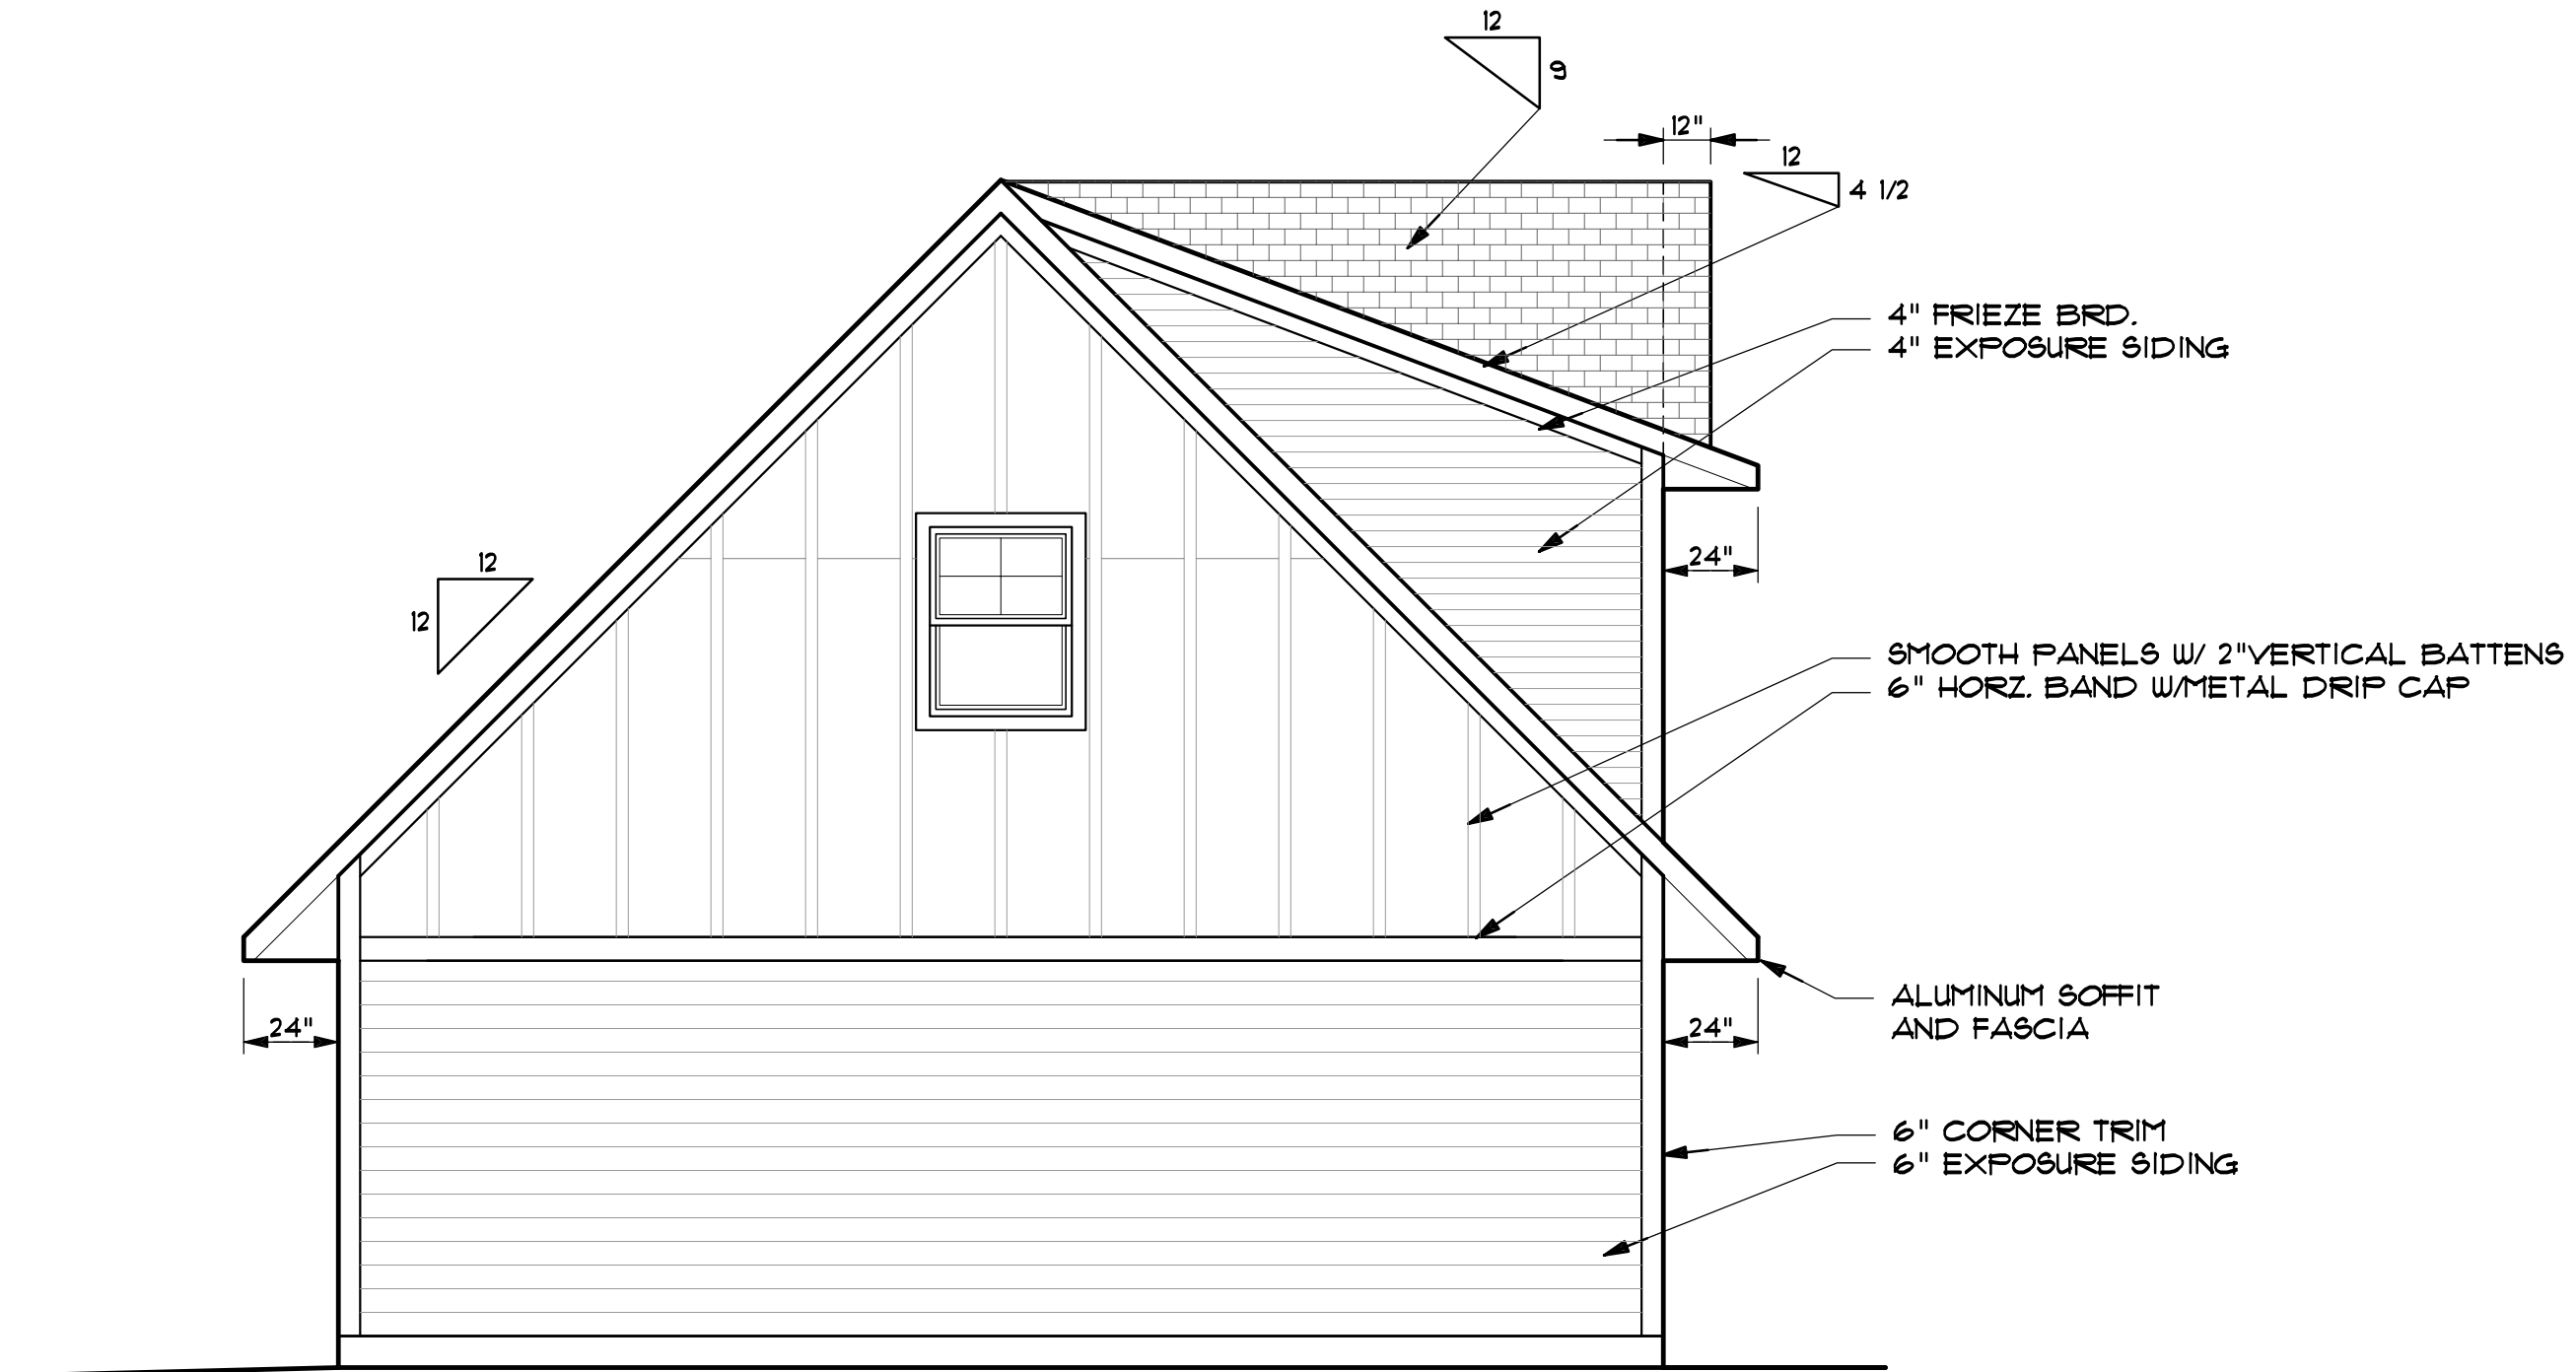 12
9
12"
12
4 1/2
4" FRIEZE BRD.
4" EXPOSURE SIDING
24"
12
12
SMOOTH PANELS W/ 2"VERTICAL BATTENS
6" HORZ. BAND W/METAL DRIP CAP
ALUMINUM SOFFIT
AND FASCIA
24"
24"
6" CORNER TRIM
6" EXPOSURE SIDING